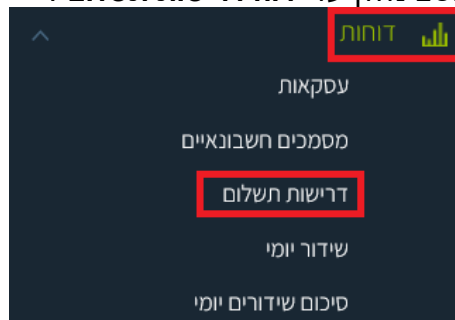 דוחות
עסקאות
מסמכים חשבונאיים
דרישות תשלום
שידור יומי
סיכום שידורים יומי